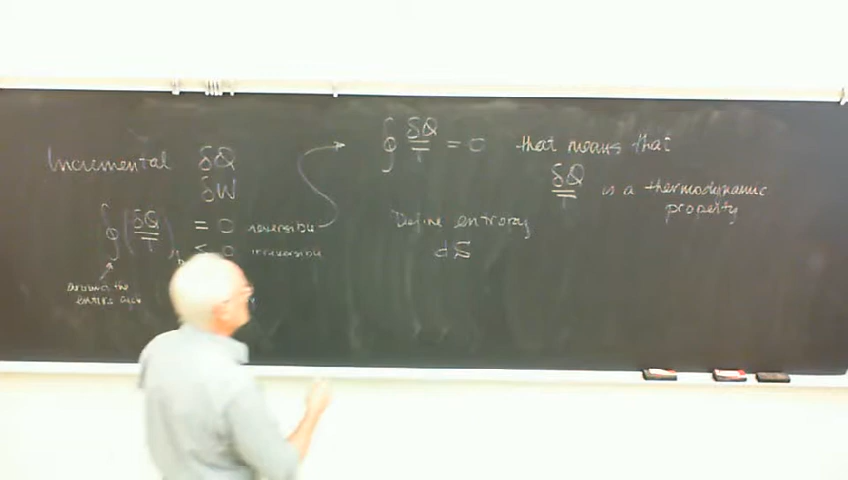 Incremental δQ
δW
∮ (δQ/T)b = 0 reversible
≤ 0 irreversible
around the
entire cycle
∮ δQ/T = 0 that means that
δQ/T is a thermodynamic
property
Define entropy
dS